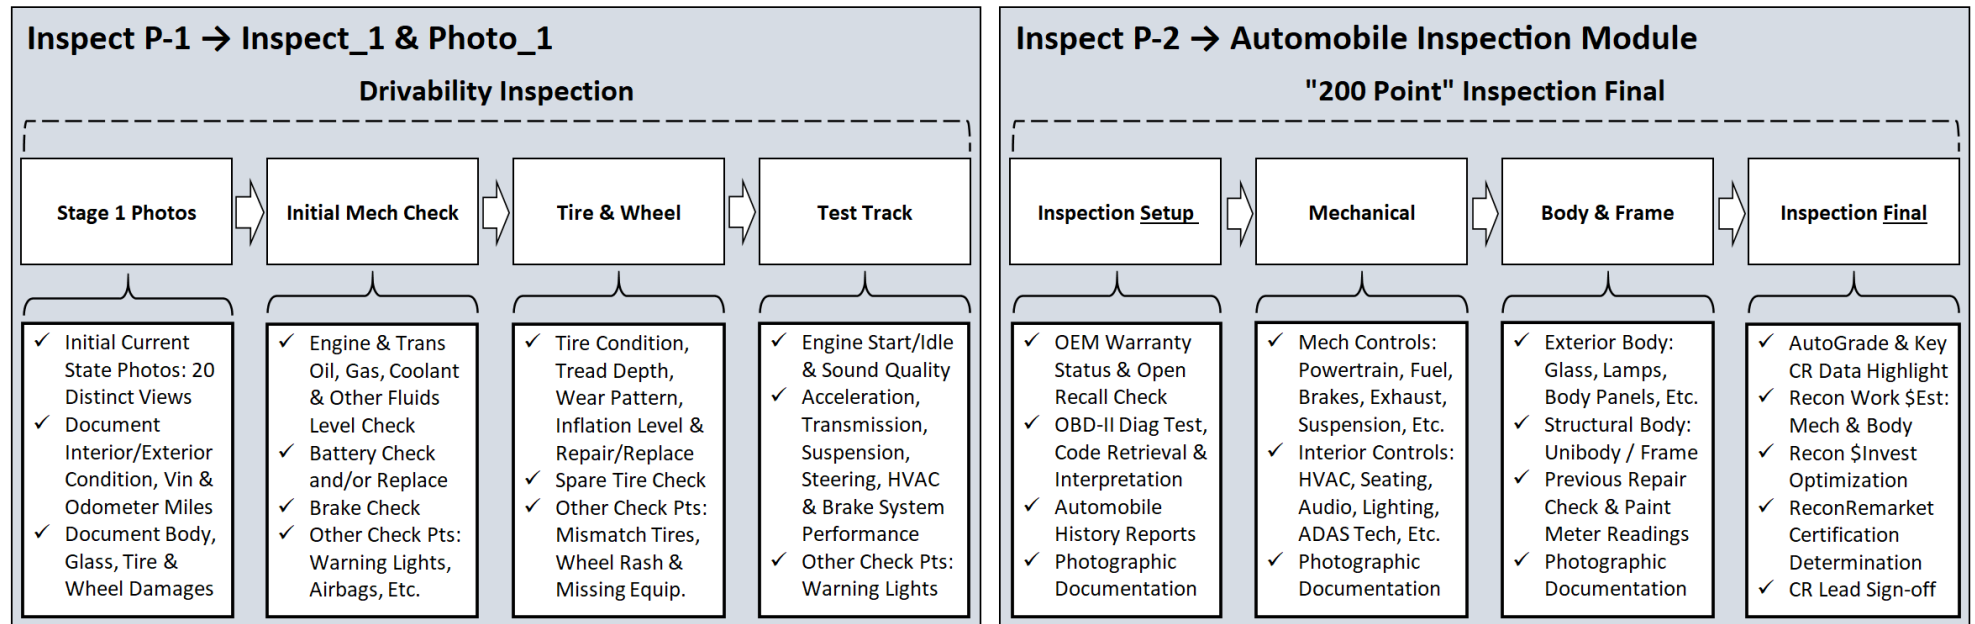 Inspect P-1 → Inspect_1 & Photo_1
Drivability Inspection
Stage 1 Photos
Initial Mech Check
Tire & Wheel
Test Track
✓ Initial Current
State Photos: 20
Distinct Views
✓ Document
Interior/Exterior
Condition, Vin &
Odometer Miles
✓ Document Body,
Glass, Tire &
Wheel Damages
✓ Engine & Trans
Oil, Gas, Coolant
& Other Fluids
Level Check
✓ Battery Check
and/or Replace
✓ Brake Check
✓ Other Check Pts:
Warning Lights,
Airbags, Etc.
✓ Tire Condition,
Tread Depth,
Wear Pattern,
Inflation Level &
Repair/Replace
✓ Spare Tire Check
✓ Other Check Pts:
Mismatch Tires,
Wheel Rash &
Missing Equip.
✓ Engine Start/Idle
& Sound Quality
✓ Acceleration,
Transmission,
Suspension,
Steering, HVAC
& Brake System
Performance
✓ Other Check Pts:
Warning Lights
Inspect P-2 → Automobile Inspection Module
"200 Point" Inspection Final
Inspection Setup
Mechanical
Body & Frame
Inspection Final
✓ OEM Warranty
Status & Open
Recall Check
✓ OBD-II Diag Test,
Code Retrieval &
Interpretation
✓ Automobile
History Reports
✓ Photographic
Documentation
✓ Mech Controls:
Powertrain, Fuel,
Brakes, Exhaust,
Suspension, Etc.
✓ Interior Controls:
HVAC, Seating,
Audio, Lighting,
ADAS Tech, Etc.
✓ Photographic
Documentation
✓ Exterior Body:
Glass, Lamps,
Body Panels, Etc.
✓ Structural Body:
Unibody / Frame
✓ Previous Repair
Check & Paint
Meter Readings
✓ Photographic
Documentation
✓ AutoGrade & Key
CR Data Highlight
✓ Recon Work $Est:
Mech & Body
✓ Recon $Invest
Optimization
✓ ReconRemarket
Certification
Determination
✓ CR Lead Sign-off